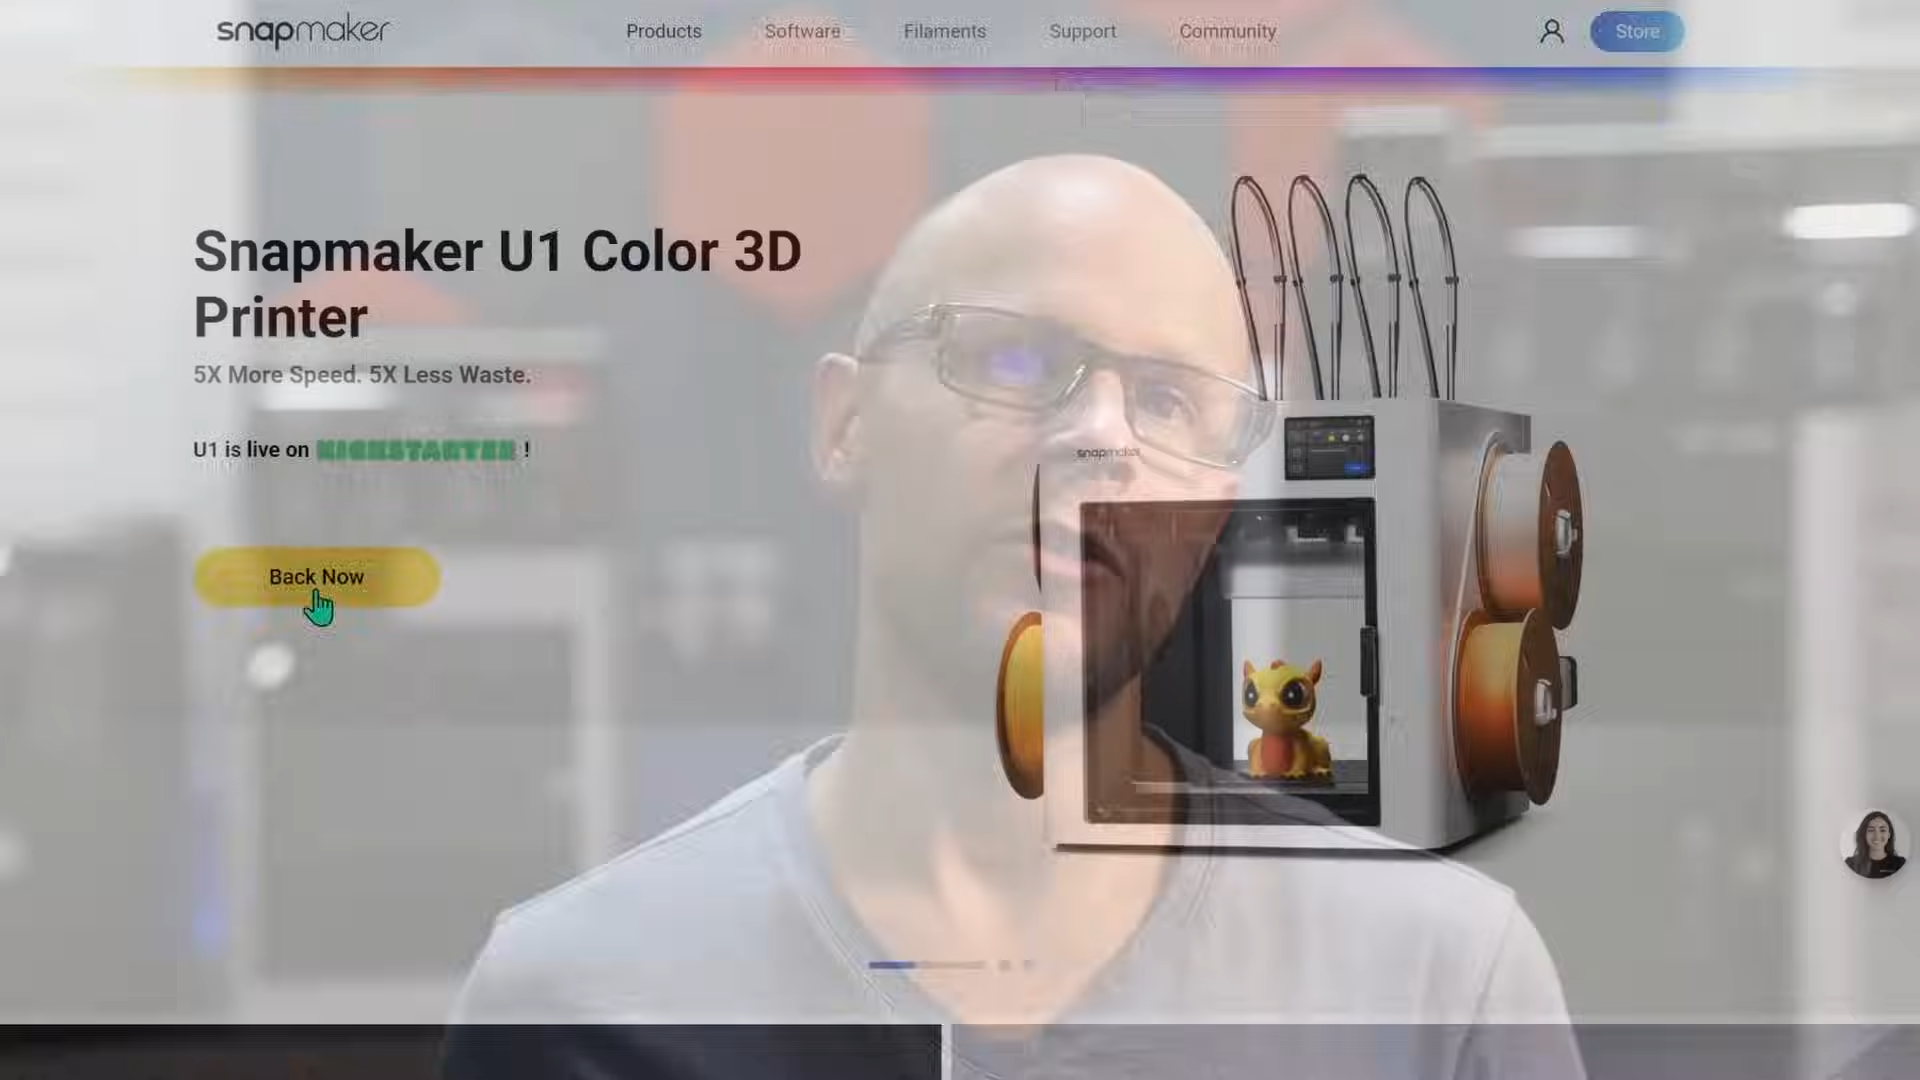 snapmaker
Products
Software
Filaments
Support
Community
Store
Snapmaker U1 Color 3D
Printer
5X More Speed. 5X Less Waste.
U1 is live on KICKSTARTER !
snapmaker
Back Now